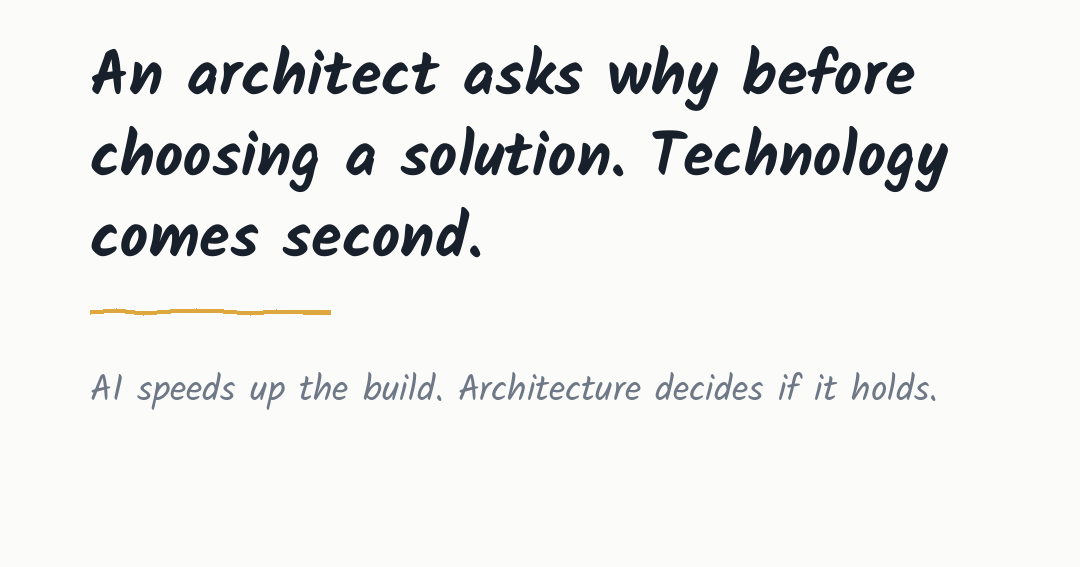 An architect asks why before
choosing a solution. Technology
comes second.
AI speeds up the build. Architecture decides if it holds.